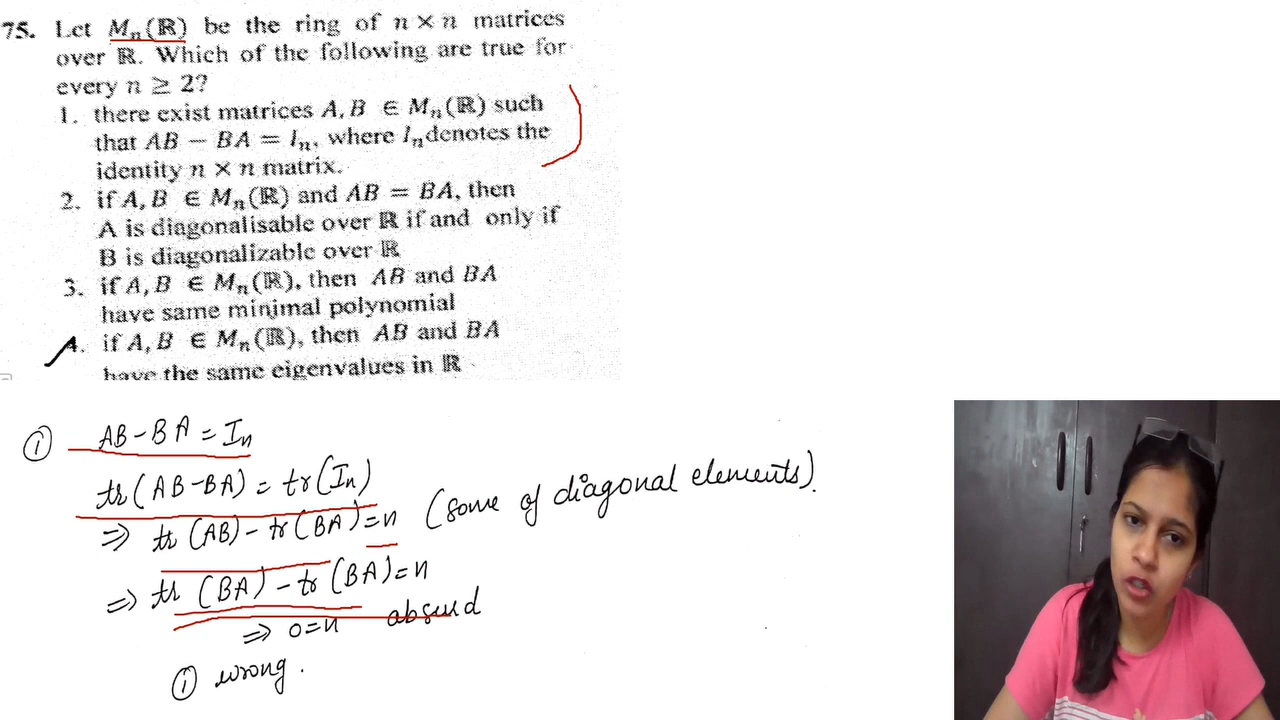 75. Let Mₙ(ℝ) be the ring of n × n matrices
over ℝ. Which of the following are true for
every n ≥ 2?
1. there exist matrices A, B ∈ Mₙ(ℝ) such
that AB − BA = Iₙ, where Iₙ denotes the
identity n × n matrix.
2. if A, B ∈ Mₙ(ℝ) and AB = BA, then
A is diagonalisable over ℝ if and only if
B is diagonalizable over ℝ
3. if A, B ∈ Mₙ(ℝ), then AB and BA
have same minimal polynomial
4. if A, B ∈ Mₙ(ℝ), then AB and BA
have the same eigenvalues in ℝ
① AB-BA = Iₙ
tr(AB-BA) = tr(Iₙ)
⇒ tr(AB) - tr(BA) = n (some of diagonal elements).
⇒ tr(BA) - tr(BA) = n
⇒ 0=n absurd
① wrong.